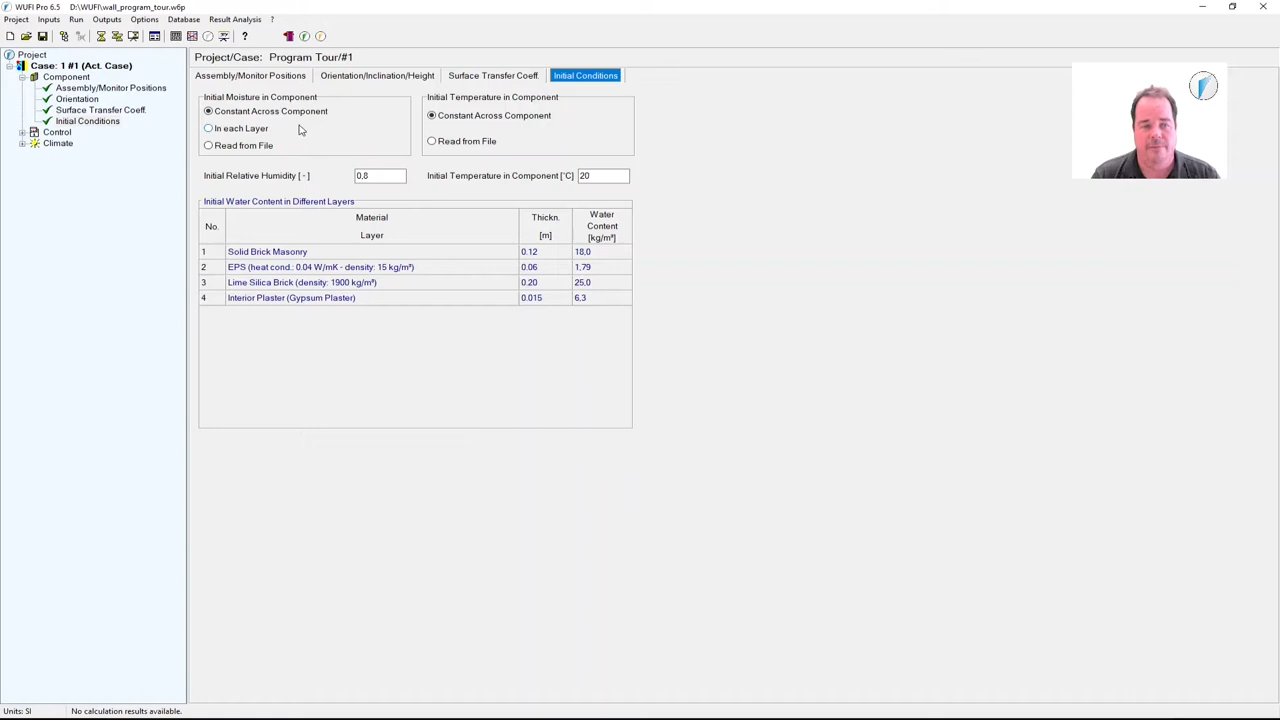 WUFI Pro 6.5 D:\WUFI\wall_program_tour.w6p
Project Inputs Run Outputs Options Database Result Analysis ?
Project
Case: 1 #1 (Act. Case)
Component
Assembly/Monitor Positions
Orientation
Surface Transfer Coeff.
Initial Conditions
Control
Climate
Project/Case: Program Tour/#1
Assembly/Monitor Positions Orientation/Inclination/Height Surface Transfer Coeff. Initial Conditions
Initial Moisture in Component
Constant Across Component
In each Layer
Read from File
Initial Temperature in Component
Constant Across Component
Read from File
Initial Relative Humidity [ - ] 0.8
Initial Temperature in Component [°C] 20
Initial Water Content in Different Layers
No. Material Layer Thickn. [m] Water Content [kg/m³]
1 Solid Brick Masonry 0.12 18,0
2 EPS (heat cond.: 0.04 W/mK - density: 15 kg/m³) 0.06 1,79
3 Lime Silica Brick (density: 1900 kg/m³) 0.20 25,0
4 Interior Plaster (Gypsum Plaster) 0.015 6,3
Units: SI No calculation results available.